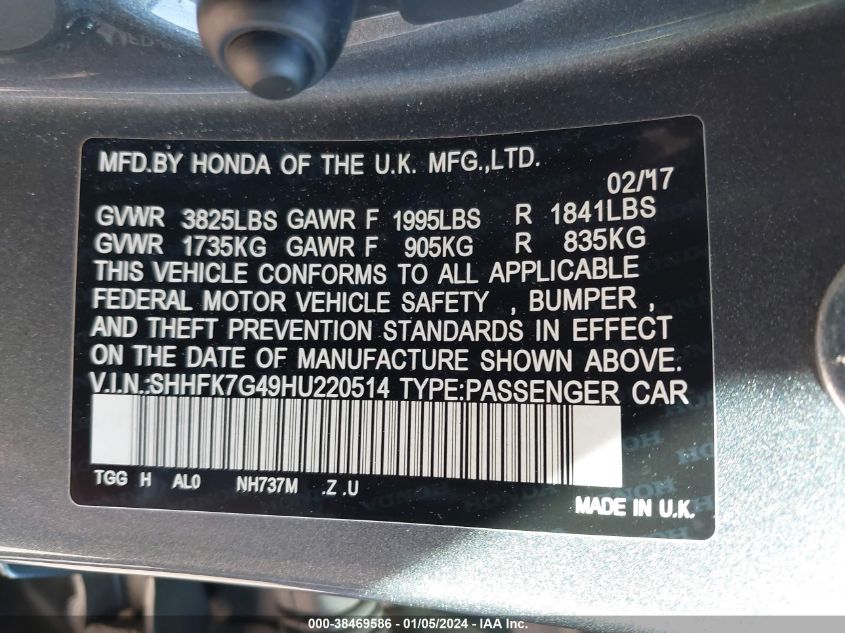 MFD.BY HONDA OF THE U.K. MFG.,LTD.
02/17
GVWR 3825LBS GAWR F 1995LBS R 1841LBS
GVWR 1735KG GAWR F 905KG R 835KG
THIS VEHICLE CONFORMS TO ALL APPLICABLE
FEDERAL MOTOR VEHICLE SAFETY , BUMPER ,
AND THEFT PREVENTION STANDARDS IN EFFECT
ON THE DATE OF MANUFACTURE SHOWN ABOVE.
V.I.N.:SHHFK7G49HU220514 TYPE:PASSENGER CAR
TGG H AL0 NH737M .Z .U
MADE IN U.K.
000-38469586 - 01/05/2024 - IAA, Inc.